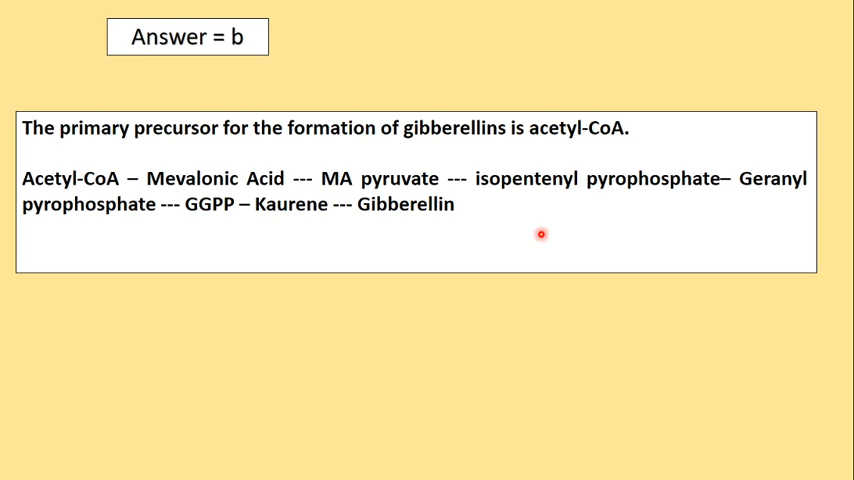 Answer = b
The primary precursor for the formation of gibberellins is acetyl-CoA.
Acetyl-CoA – Mevalonic Acid --- MA pyruvate --- isopentenyl pyrophosphate– Geranyl
pyrophosphate --- GGPP – Kaurene --- Gibberellin